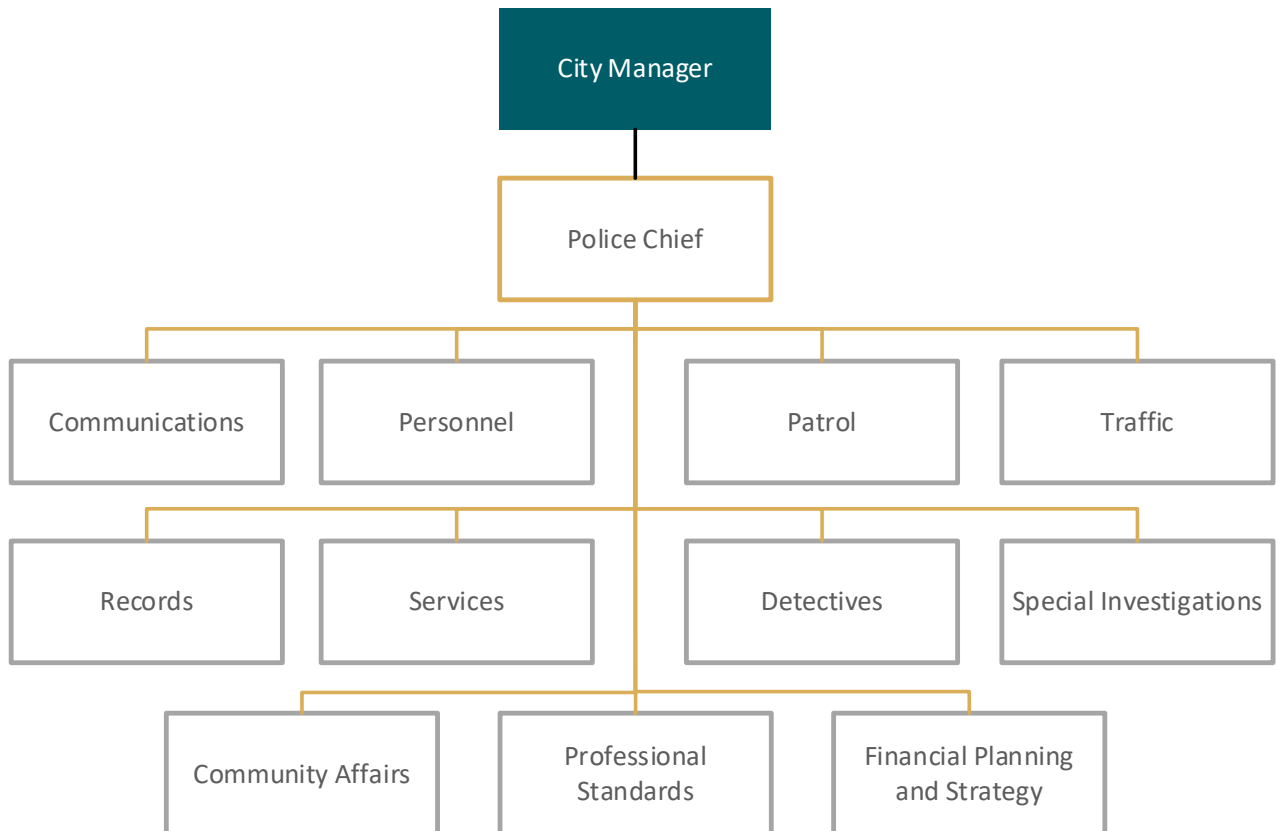 City Manager
Police Chief
Communications
Personnel
Patrol
Traffic
Records
Services
Detectives
Special Investigations
Community Affairs
Professional
Standards
Financial Planning
and Strategy